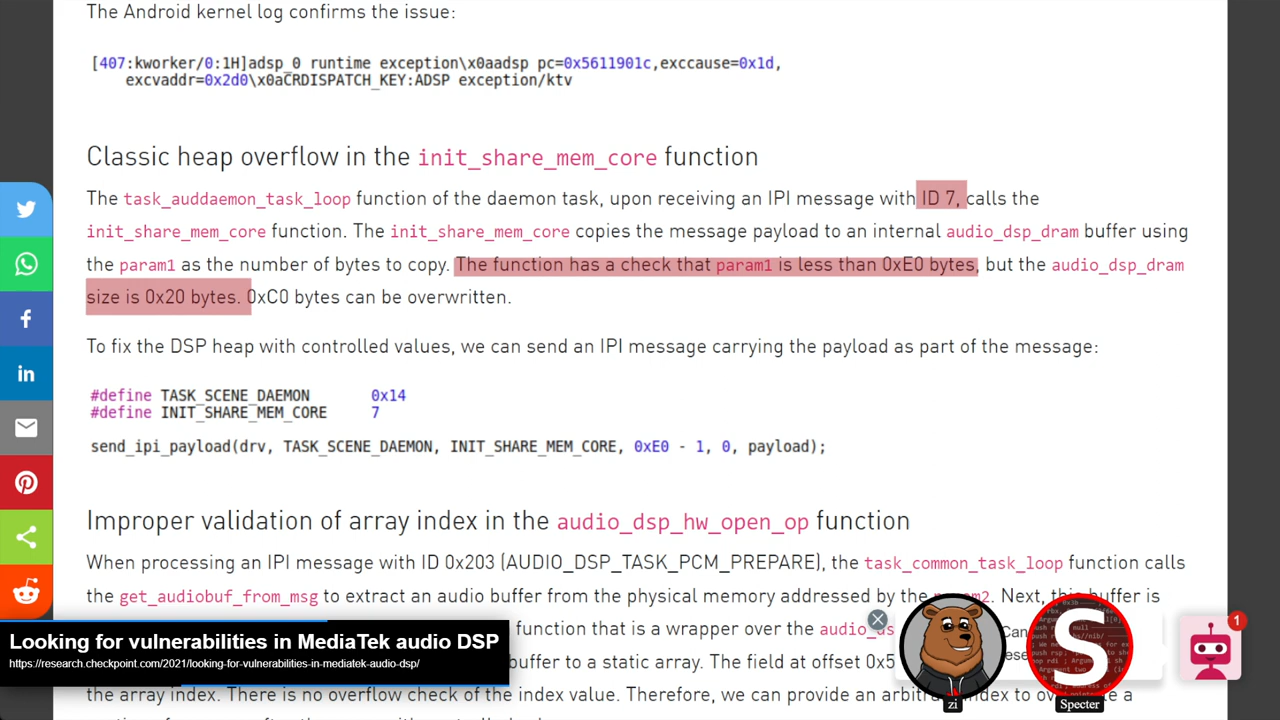 The Android kernel log confirms the issue:
[407:kworker/0:1H]adsp_0 runtime exception\x0aadsp pc=0x5611901c,exccause=0x1d,
excvaddr=0x2d0\x0aCRDISPATCH_KEY:ADSP exception/ktv
Classic heap overflow in the init_share_mem_core function
The task_auddaemon_task_loop function of the daemon task, upon receiving an IPI message with ID 7, calls the
init_share_mem_core function. The init_share_mem_core copies the message payload to an internal audio_dsp_dram buffer using
the param1 as the number of bytes to copy. The function has a check that param1 is less than 0xE0 bytes, but the audio_dsp_dram
size is 0x20 bytes. 0xC0 bytes can be overwritten.
To fix the DSP heap with controlled values, we can send an IPI message carrying the payload as part of the message:
#define TASK_SCENE_DAEMON 0x14
#define INIT_SHARE_MEM_CORE 7
send_ipi_payload(drv, TASK_SCENE_DAEMON, INIT_SHARE_MEM_CORE, 0xE0 - 1, 0, payload);
Improper validation of array index in the audio_dsp_hw_open_op function
When processing an IPI message with ID 0x203 (AUDIO_DSP_TASK_PCM_PREPARE), the task_common_task_loop function calls
the get_audiobuf_from_msg to extract an audio buffer from the physical memory addressed by the Next, this buffer is
function that is a wrapper over the
buffer to a static array. The field at offset
the array index. There is no overflow check of the index value. Therefore, we can provide an
Looking for vulnerabilities in MediaTek audio DSP
https://research.checkpoint.com/2021/looking-for-vulnerabilities-in-mediatek-audio-dsp/
S
zi
Specter
1